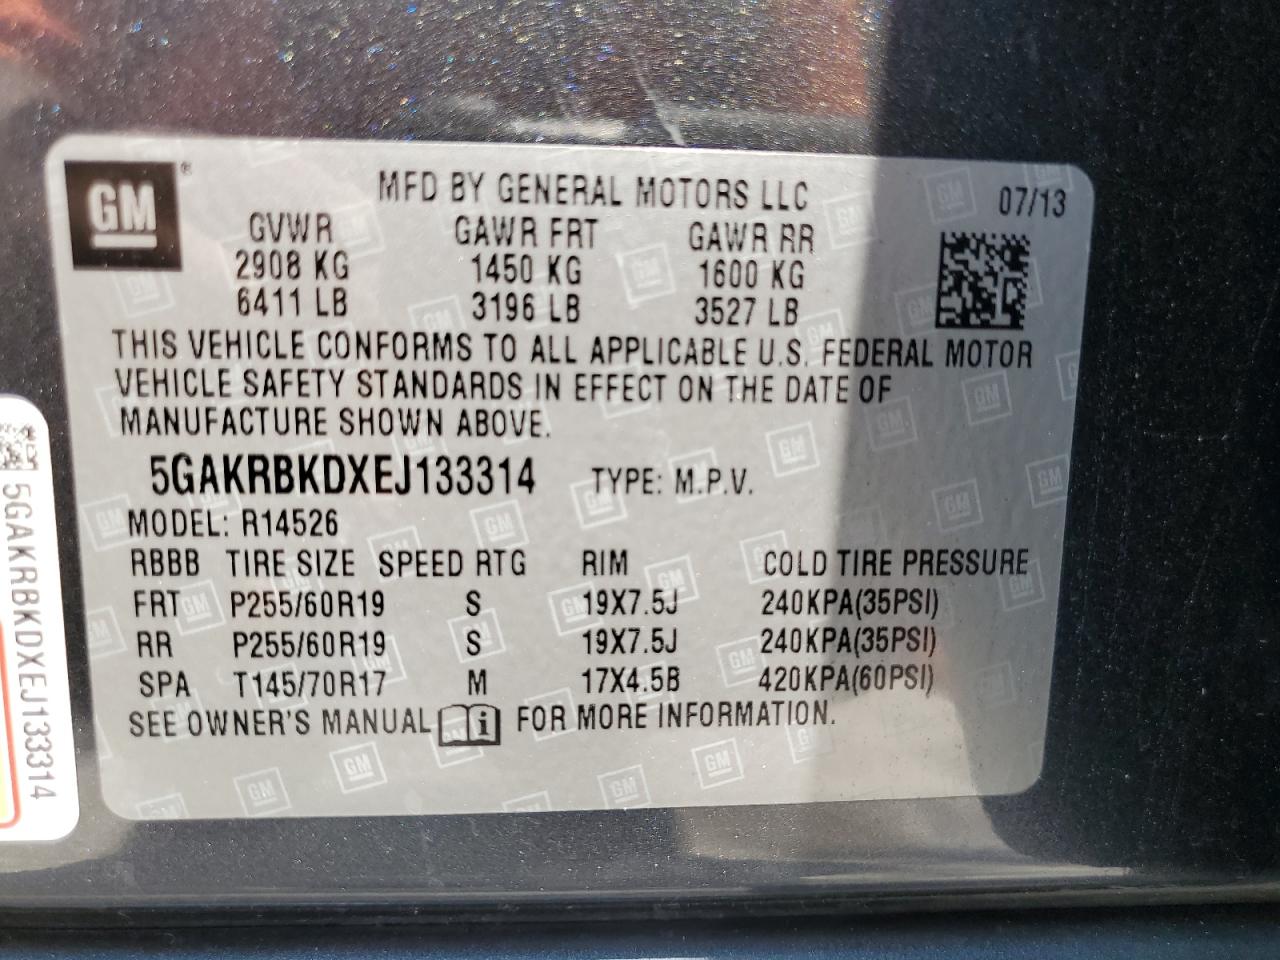 GM ®
MFD BY GENERAL MOTORS LLC 07/13
GVWR GAWR FRT GAWR RR
2908 KG 1450 KG 1600 KG
6411 LB 3196 LB 3527 LB
THIS VEHICLE CONFORMS TO ALL APPLICABLE U.S. FEDERAL MOTOR
VEHICLE SAFETY STANDARDS IN EFFECT ON THE DATE OF
MANUFACTURE SHOWN ABOVE.
5GAKRBKDXEJ133314 TYPE: M.P.V.
MODEL: R14526
RBBB TIRE SIZE SPEED RTG RIM COLD TIRE PRESSURE
FRT P255/60R19 S 19X7.5J 240KPA(35PSI)
RR P255/60R19 S 19X7.5J 240KPA(35PSI)
SPA T145/70R17 M 17X4.5B 420KPA(60PSI)
SEE OWNER'S MANUAL i FOR MORE INFORMATION.
5GAKRBKDXEJ133314